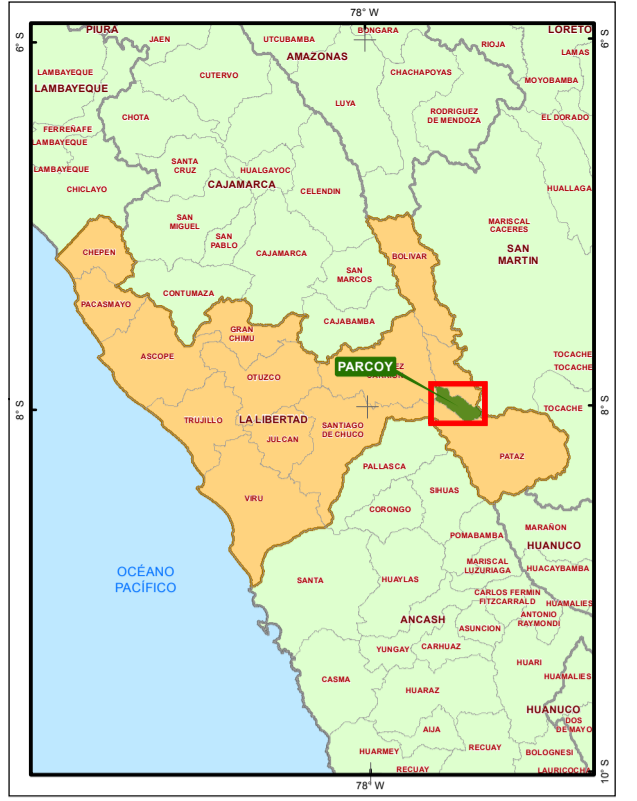 78° W
6° S
6° S
PIURA
JAEN
UTCUBAMBA
BONGARA
LORETO
RIOJA
LAMAS
AMAZONAS
LAMBAYEQUE
CUTERVO
CHACHAPOYAS
MOYOBAMBA
LAMBAYEQUE
LUYA
CHOTA
RODRIGUEZ
DE MENDOZA
EL DORADO
FERREÑAFE
LAMBAYEQUE
LAMBAYEQUE
CHICLAYO
SANTA
CRUZ
HUALGAYOC
CAJAMARCA
CELENDIN
HUALLAGA
SAN
MIGUEL
SAN
PABLO
MARISCAL
CACERES
SAN
MARTIN
CHEPEN
CAJAMARCA
BOLIVAR
SAN
MARCOS
CONTUMAZA
PACASMAYO
CAJABAMBA
GRAN
CHIMU
ASCOPE
TOCACHE
TOCACHE
PARCOY
EZ
OTUZCO
8° S
TRUJILLO
LA LIBERTAD
SANTIAGO
DE CHUCO
TOCACHE
8° S
JULCAN
PATAZ
PALLASCA
VIRU
SIHUAS
CORONGO
MARAÑON
POMABAMBA
HUANUCO
OCÉANO
PACÍFICO
SANTA
HUAYLAS
MARISCAL
LUZURIAGA
HUACAYBAMBA
CARLOS FERMIN
FITZCARRALD
HUAMALIES
ANCASH
ASUNCION
ANTONIO
RAYMONDI
YUNGAY
CARHUAZ
HUARI
CASMA
HUARAZ
HUAMALIES
HUANUCO
DOS
DE MAYO
AIJA
HUARMEY
RECUAY
BOLOGNESI
RECUAY
LAURICOCHA
10° S
78° W